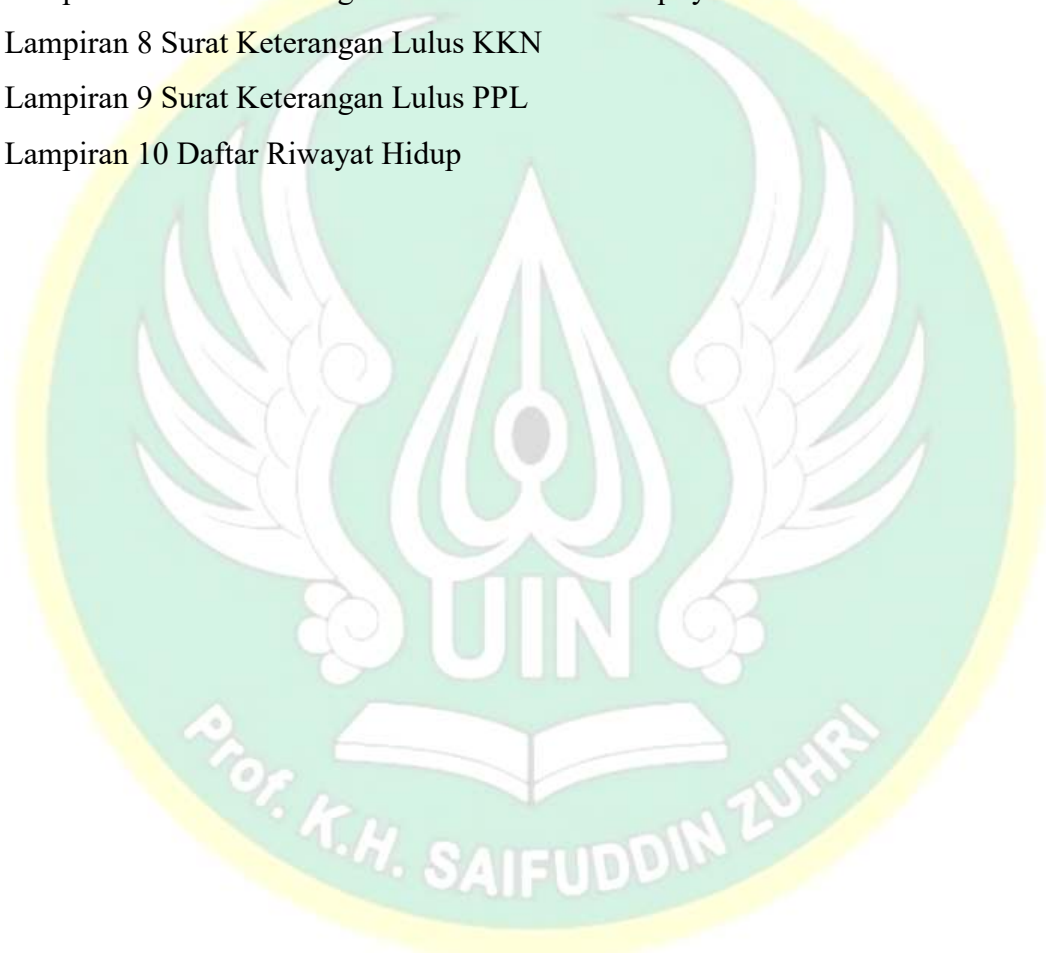 Lampiran 8 Surat Keterangan Lulus KKN
Lampiran 9 Surat Keterangan Lulus PPL
Lampiran 10 Daftar Riwayat Hidup
UIN
Prof. K.H. SAIFUDDIN ZUHRI